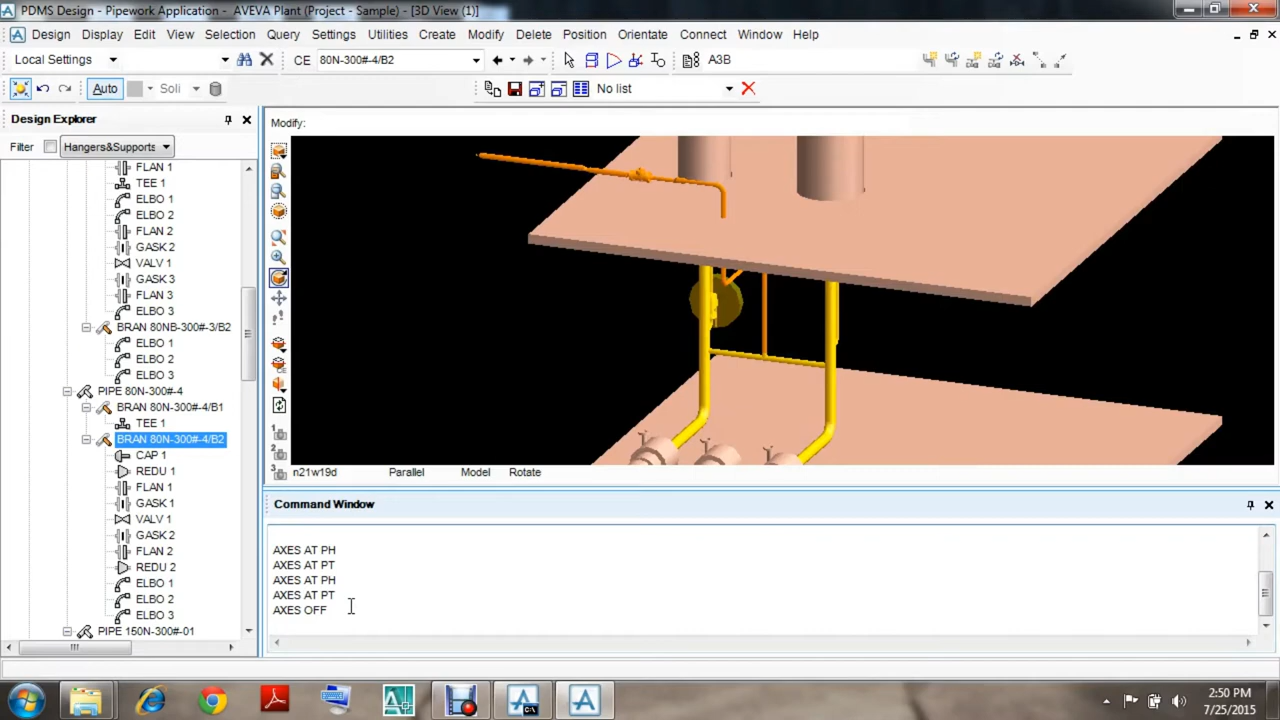 PDMS Design - Pipework Application - AVEVA Plant (Project - Sample) - [3D View (1)]
Design Display Edit View Selection Query Settings Utilities Create Modify Delete Position Orientate Connect Window Help
Local Settings CE 80N-300#-4/B2 A3B
Auto Soli No list
Design Explorer
Modify:
Filter Hangers&Supports
FLAN 1
TEE 1
ELBO 1
ELBO 2
FLAN 2
GASK 2
VALV 1
GASK 3
FLAN 3
ELBO 3
BRAN 80NB-300#-3/B2
ELBO 1
ELBO 2
ELBO 3
PIPE 80N-300#-4
BRAN 80N-300#-4/B1
TEE 1
BRAN 80N-300#-4/B2
CAP 1
REDU 1
FLAN 1
GASK 1
VALV 1
GASK 2
FLAN 2
REDU 2
ELBO 1
ELBO 2
ELBO 3
PIPE 150N-300#-01
n21w19d Parallel Model Rotate
Command Window
AXES AT PH
AXES AT PT
AXES AT PH
AXES AT PT
AXES OFF
2:50 PM
7/25/2015